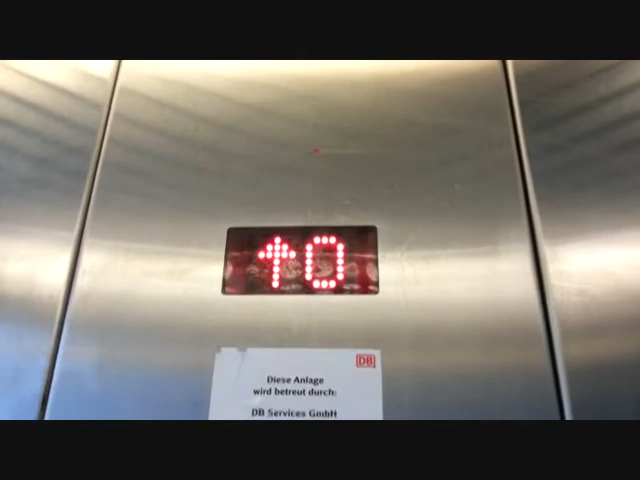 ↑0
DB
Diese Anlage
wird betreut durch:
DB Services GmbH